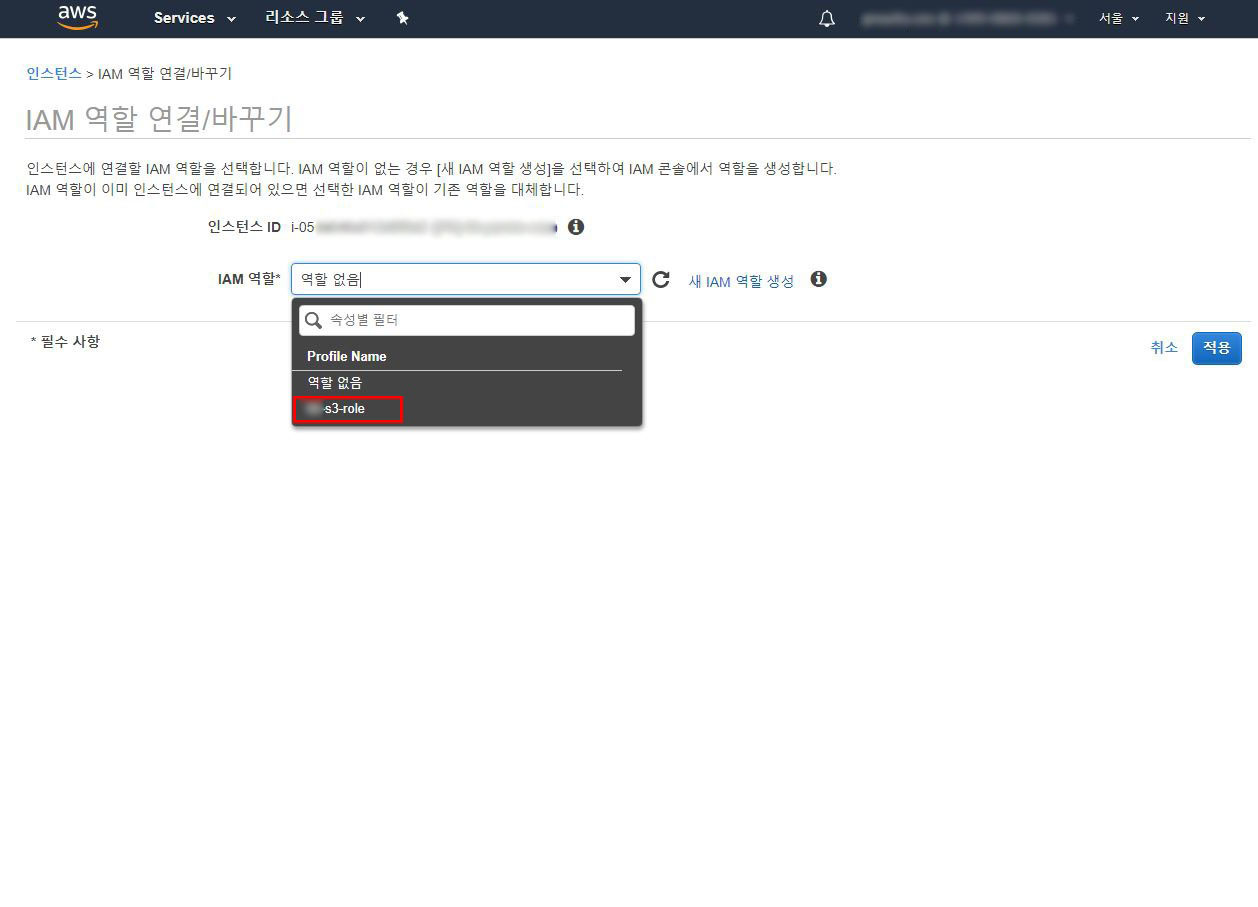 aws Services 리소스 그룹 서울 지원
인스턴스 > IAM 역할 연결/바꾸기
IAM 역할 연결/바꾸기
인스턴스에 연결할 IAM 역할을 선택합니다. IAM 역할이 없는 경우 [새 IAM 역할 생성]을 선택하여 IAM 콘솔에서 역할을 생성합니다.
IAM 역할이 이미 인스턴스에 연결되어 있으면 선택한 IAM 역할이 기존 역할을 대체합니다.
인스턴스 ID i-05
IAM 역할* 역할 없음 새 IAM 역할 생성
속성별 필터
* 필수 사항 취소 적용
Profile Name
역할 없음
-s3-role